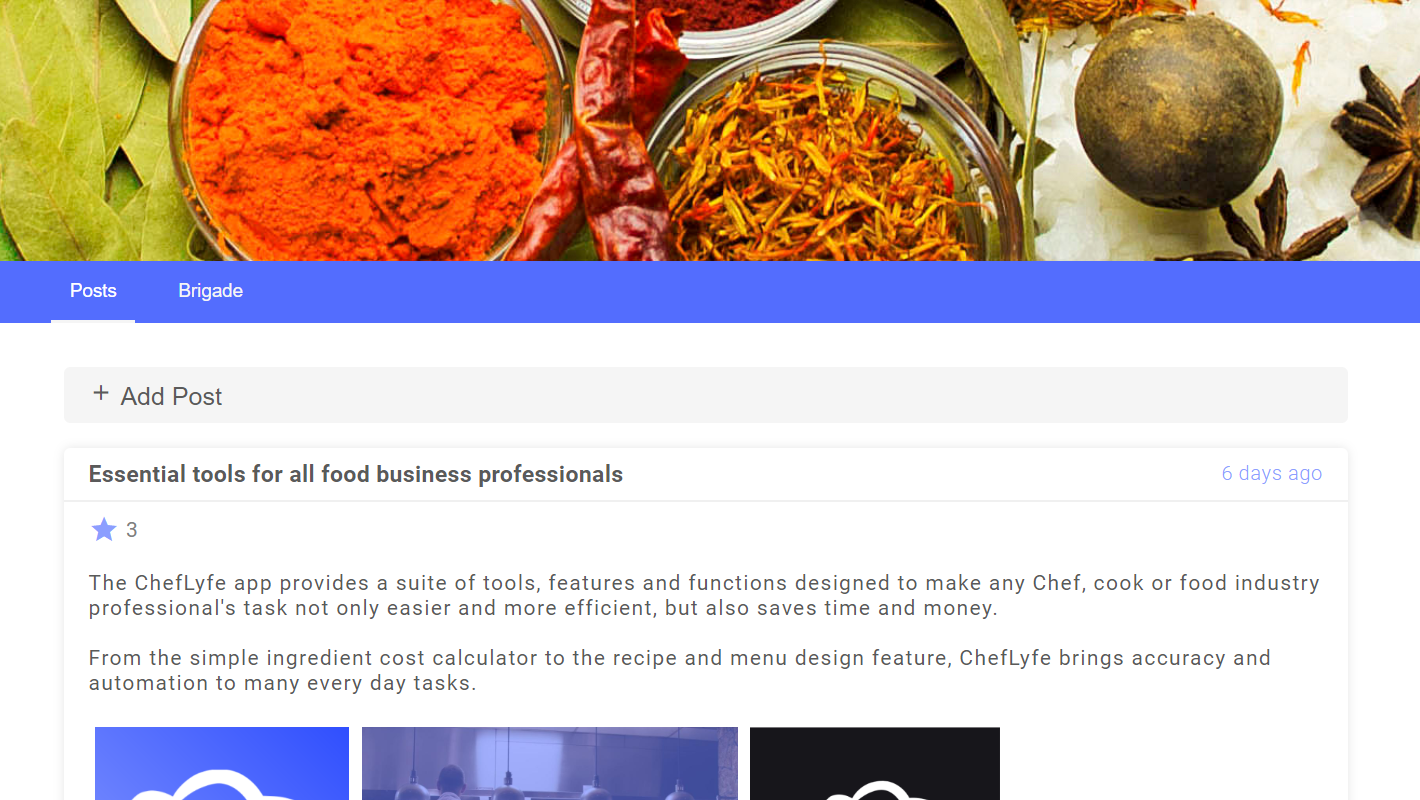 Posts Brigade
+ Add Post
Essential tools for all food business professionals 6 days ago
3
The ChefLyfe app provides a suite of tools, features and functions designed to make any Chef, cook or food industry
professional's task not only easier and more efficient, but also saves time and money.
From the simple ingredient cost calculator to the recipe and menu design feature, ChefLyfe brings accuracy and
automation to many every day tasks.